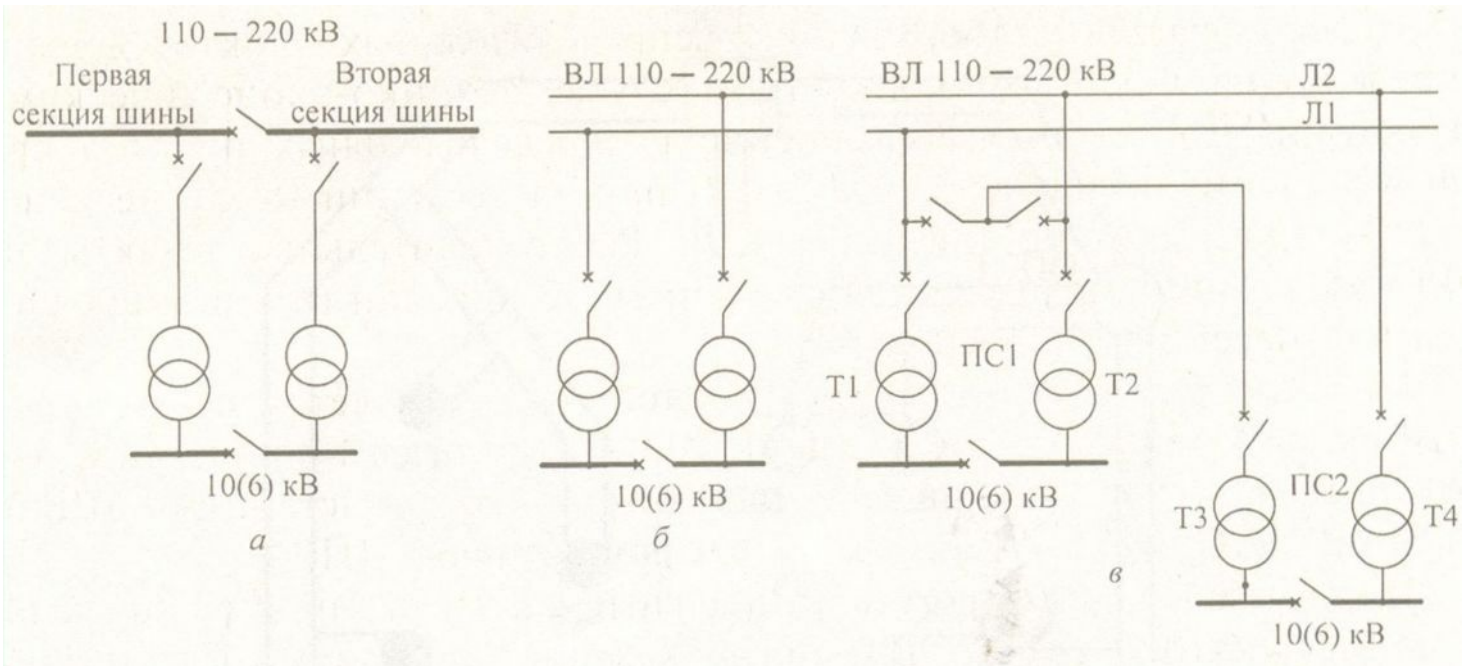 110 – 220 кВ
Первая
секция шины
Вторая
секция шины
10(6) кВ
а
ВЛ 110 – 220 кВ
10(6) кВ
б
ВЛ 110 – 220 кВ
Л2
Л1
Т1
ПС1
Т2
10(6) кВ
Т3
ПС2
Т4
10(6) кВ
в